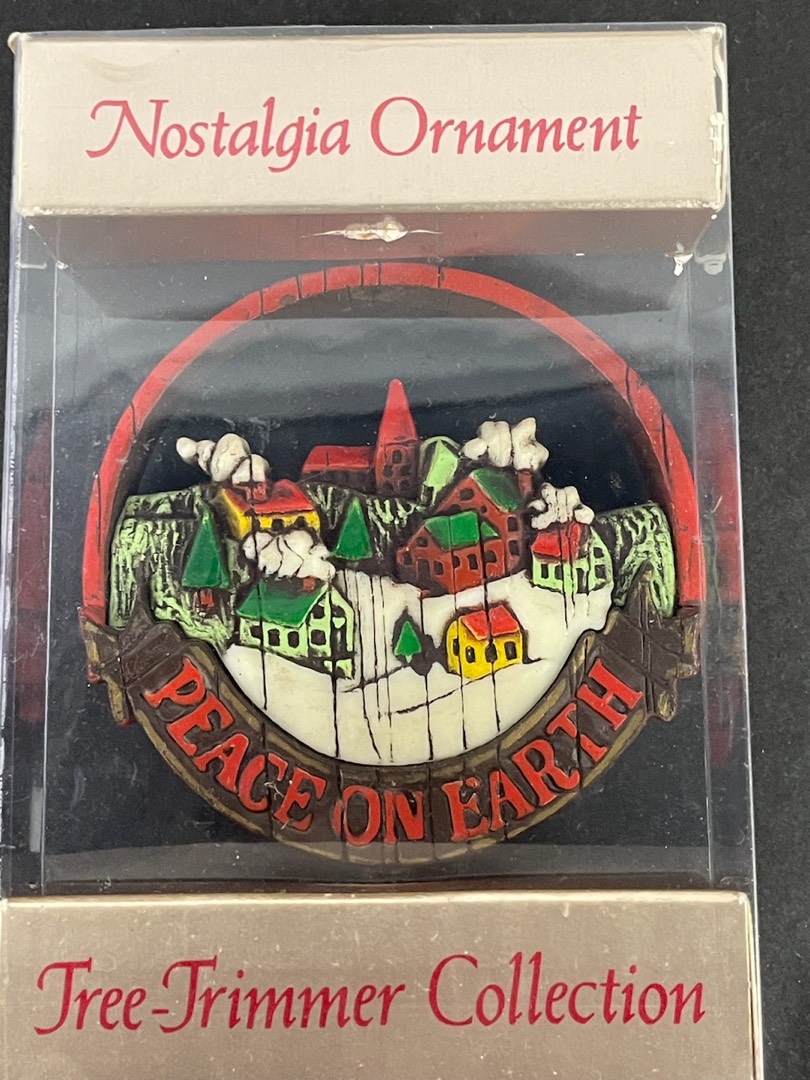 Nostalgia Ornament
PEACE ON EARTH
Tree-Trimmer Collection